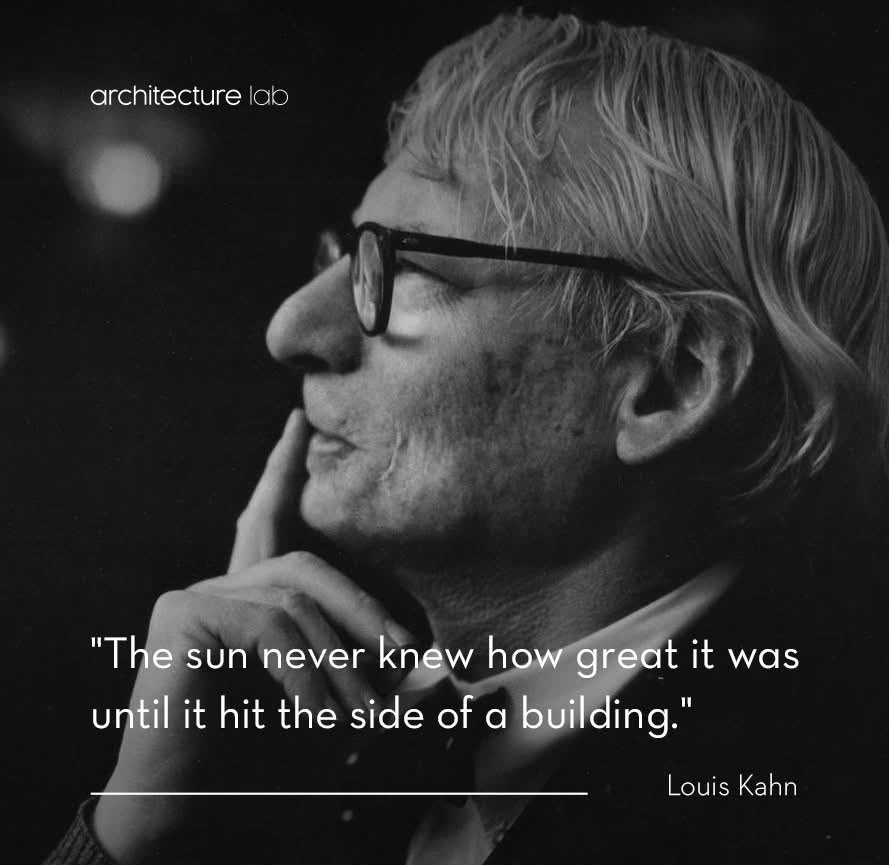 architecture lab
"The sun never knew how great it was
until it hit the side of a building."
Louis Kahn